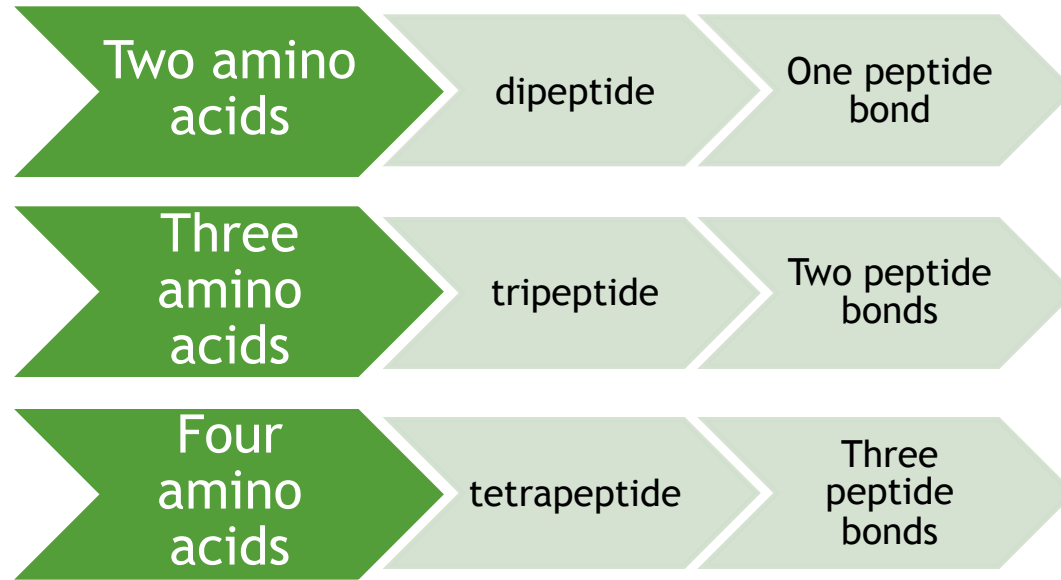 Two amino
acids
dipeptide
One peptide
bond
Three
amino
acids
tripeptide
Two peptide
bonds
Four
amino
acids
tetrapeptide
Three
peptide
bonds